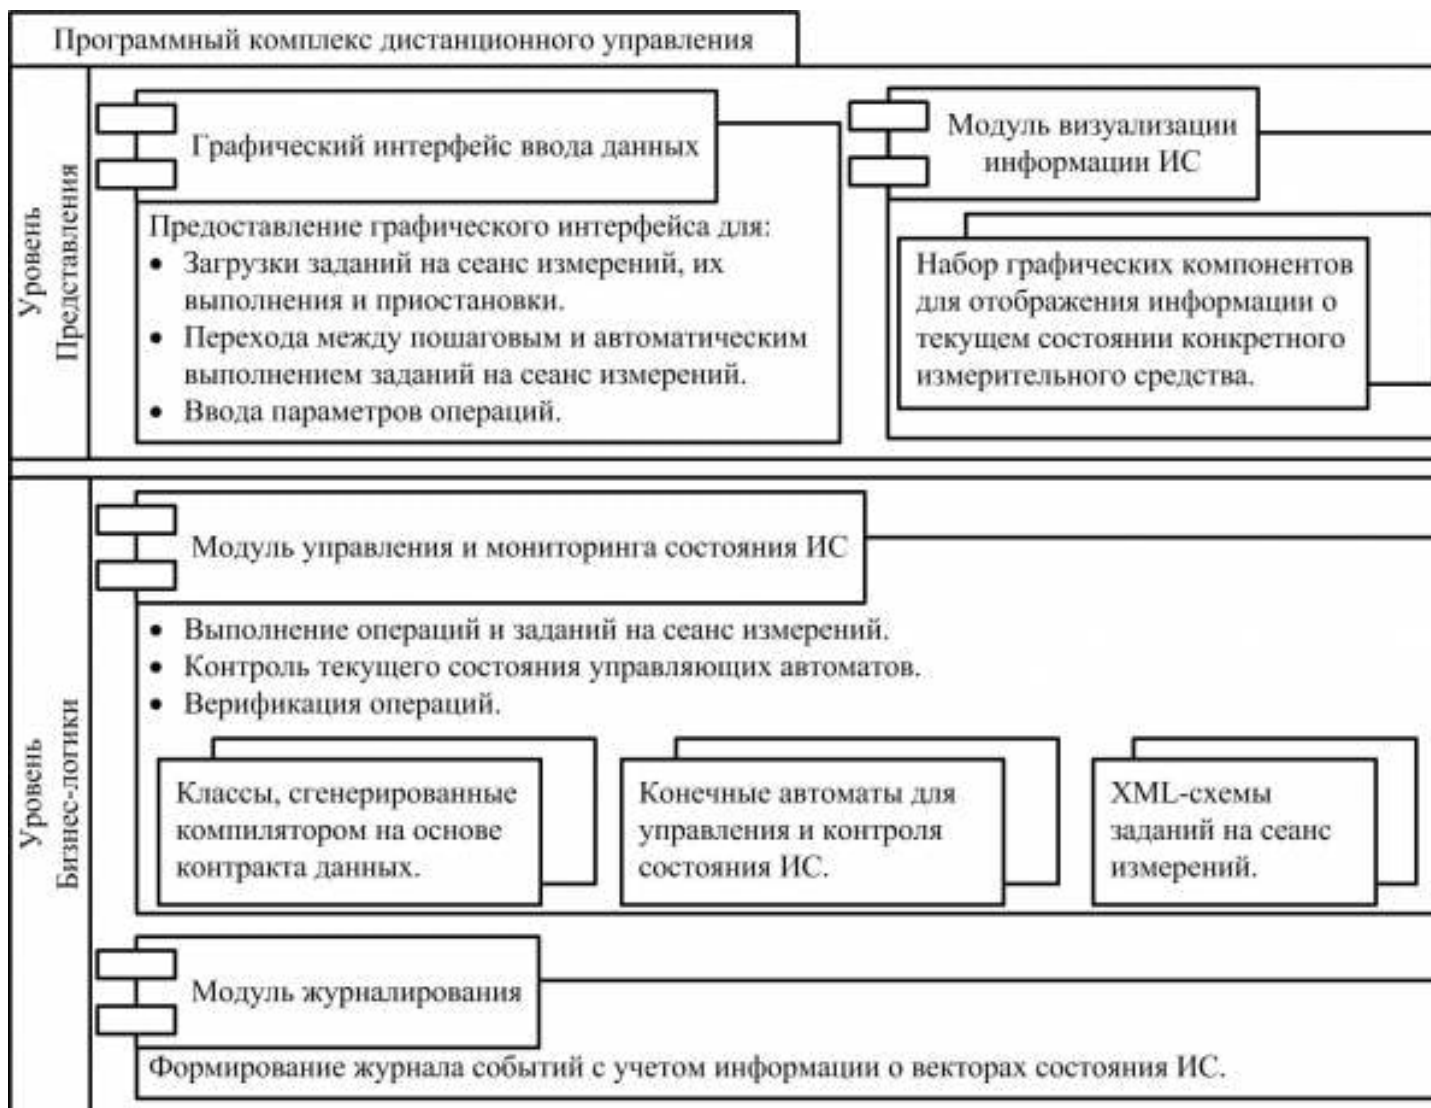 Программный комплекс дистанционного управления
Уровень
Представления
Графический интерфейс ввода данных
Предоставление графического интерфейса для:
• Загрузки заданий на сеанс измерений, их
выполнения и приостановки.
• Перехода между пошаговым и автоматическим
выполнением заданий на сеанс измерений.
• Ввода параметров операций.
Модуль визуализации
информации ИС
Набор графических компонентов
для отображения информации о
текущем состоянии конкретного
измерительного средства.
Уровень
Бизнес-логики
Модуль управления и мониторинга состояния ИС
• Выполнение операций и заданий на сеанс измерений.
• Контроль текущего состояния управляющих автоматов.
• Верификация операций.
Классы, сгенерированные
компилятором на основе
контракта данных.
Конечные автоматы для
управления и контроля
состояния ИС.
XML-схемы
заданий на сеанс
измерений.
Модуль журналирования
Формирование журнала событий с учетом информации о векторах состояния ИС.